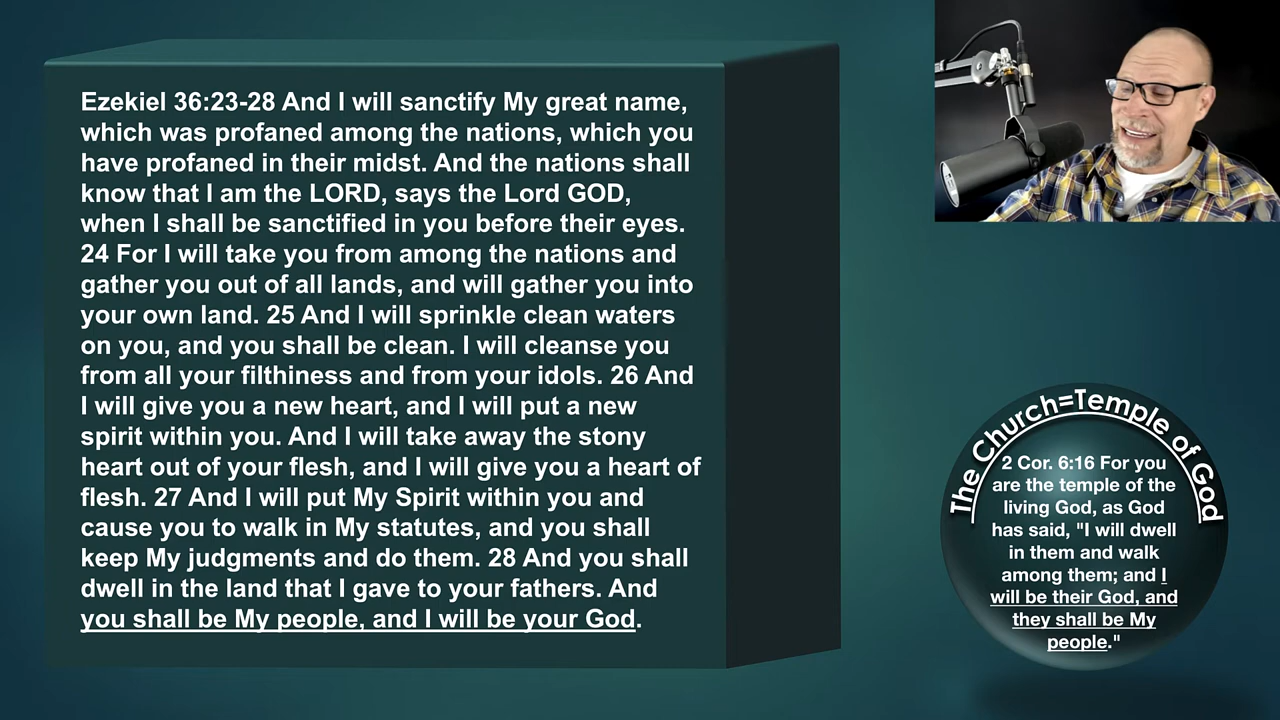 Ezekiel 36:23-28 And I will sanctify My great name,
which was profaned among the nations, which you
have profaned in their midst. And the nations shall
know that I am the LORD, says the Lord GOD,
when I shall be sanctified in you before their eyes.
24 For I will take you from among the nations and
gather you out of all lands, and will gather you into
your own land. 25 And I will sprinkle clean waters
on you, and you shall be clean. I will cleanse you
from all your filthiness and from your idols. 26 And
I will give you a new heart, and I will put a new
spirit within you. And I will take away the stony
heart out of your flesh, and I will give you a heart of
flesh. 27 And I will put My Spirit within you and
cause you to walk in My statutes, and you shall
keep My judgments and do them. 28 And you shall
dwell in the land that I gave to your fathers. And
you shall be My people, and I will be your God.
The Church=Temple of God
2 Cor. 6:16 For you
are the temple of the
living God, as God
has said, "I will dwell
in them and walk
among them; and I
will be their God, and
they shall be My
people."